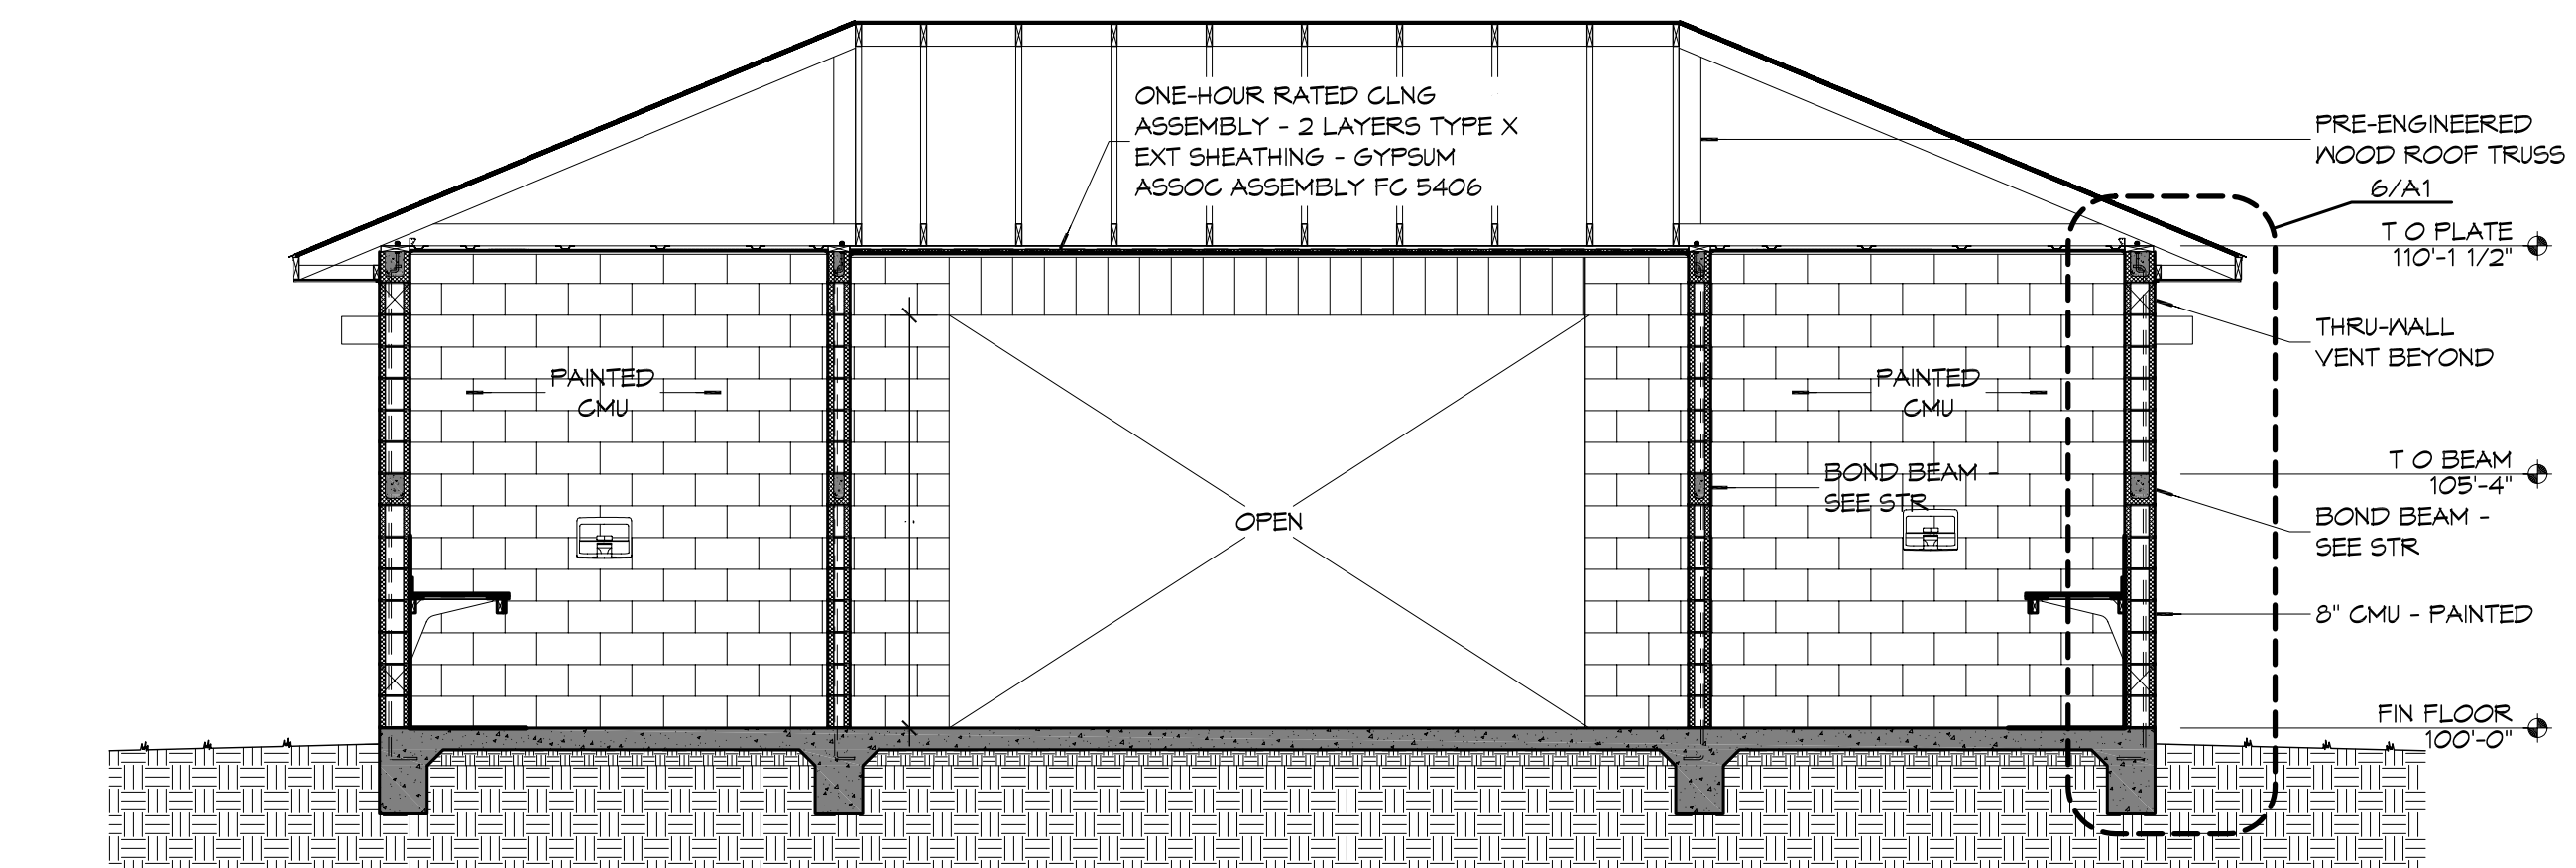 ONE-HOUR RATED CLNG
ASSEMBLY - 2 LAYERS TYPE X
EXT SHEATHING - GYPSUM
ASSOC ASSEMBLY FC 5406
PRE-ENGINEERED
WOOD ROOF TRUSS
6/A1
T O PLATE
110'-1 1/2"
THRU-WALL
VENT BEYOND
PAINTED
CMU
PAINTED
CMU
BOND BEAM -
SEE STR
OPEN
T O BEAM
105'-4"
BOND BEAM -
SEE STR
8" CMU - PAINTED
FIN FLOOR
100'-0"